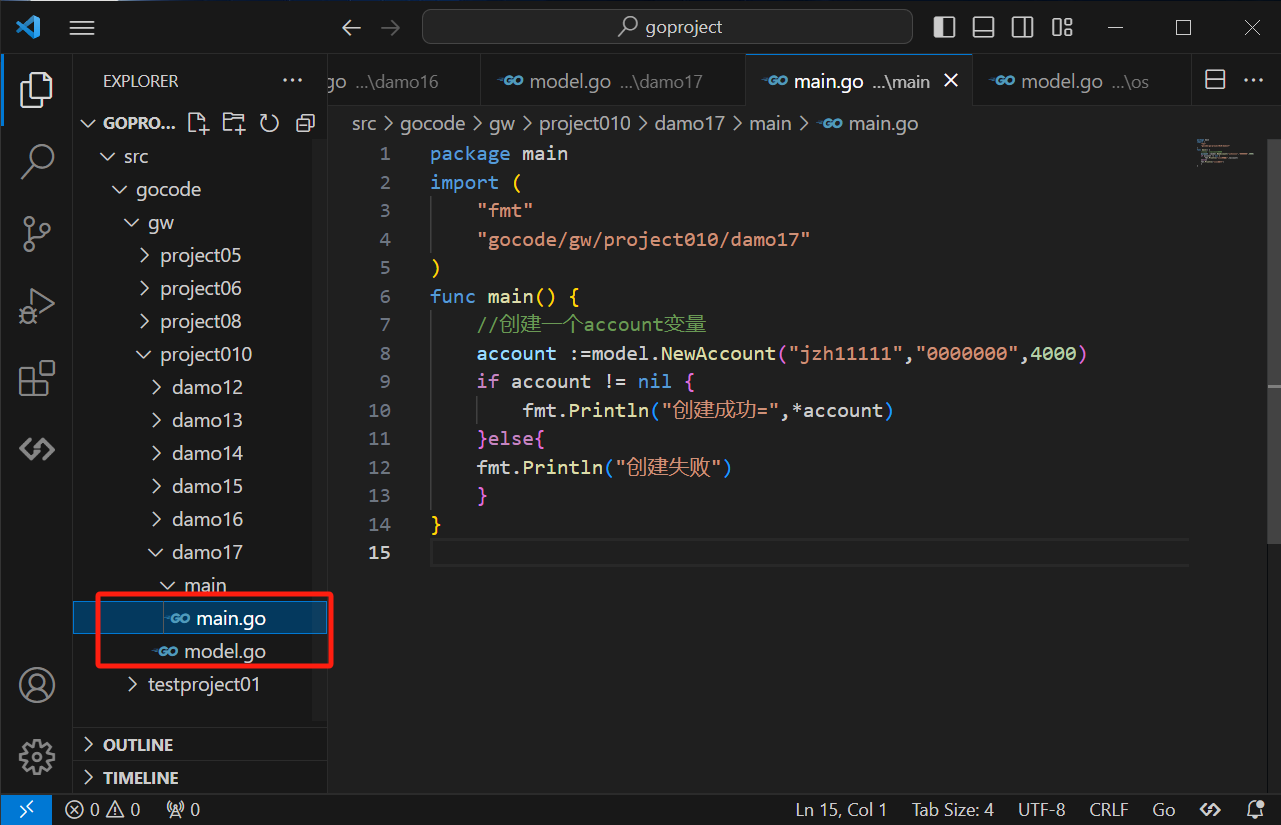 goproject
EXPLORER
go ...\damo16
model.go ...\damo17
main.go ...\main
model.go ...\os
GOPRO...
src > gocode > gw > project010 > damo17 > main > main.go
src
gocode
gw
project05
project06
project08
project010
damo12
damo13
damo14
damo15
damo16
damo17
main
main.go
model.go
testproject01
OUTLINE
TIMELINE
1 package main
2 import (
3 "fmt"
4 "gocode/gw/project010/damo17"
5 )
6 func main() {
7 //创建一个account变量
8 account :=model.NewAccount("jzh11111","0000000",4000)
9 if account != nil {
10 fmt.Println("创建成功=",*account)
11 }else{
12 fmt.Println("创建失败")
13 }
14 }
15
0 0 0
Ln 15, Col 1 Tab Size: 4 UTF-8 CRLF Go